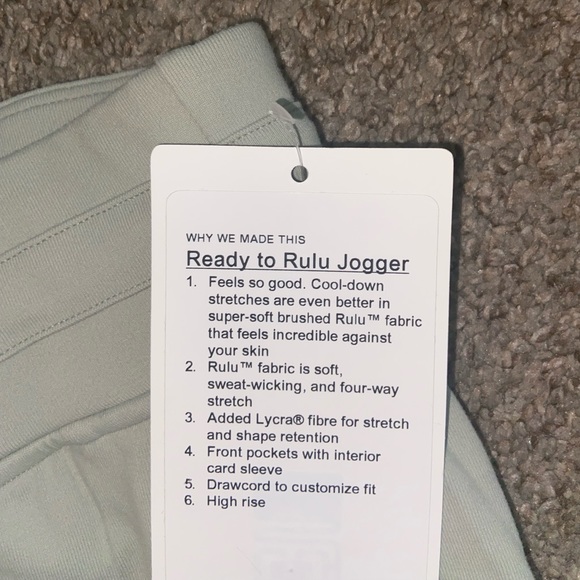 WHY WE MADE THIS
Ready to Rulu Jogger
1. Feels so good. Cool-down
stretches are even better in
super-soft brushed Rulu™ fabric
that feels incredible against
your skin
2. Rulu™ fabric is soft,
sweat-wicking, and four-way
stretch
3. Added Lycra® fibre for stretch
and shape retention
4. Front pockets with interior
card sleeve
5. Drawcord to customize fit
6. High rise